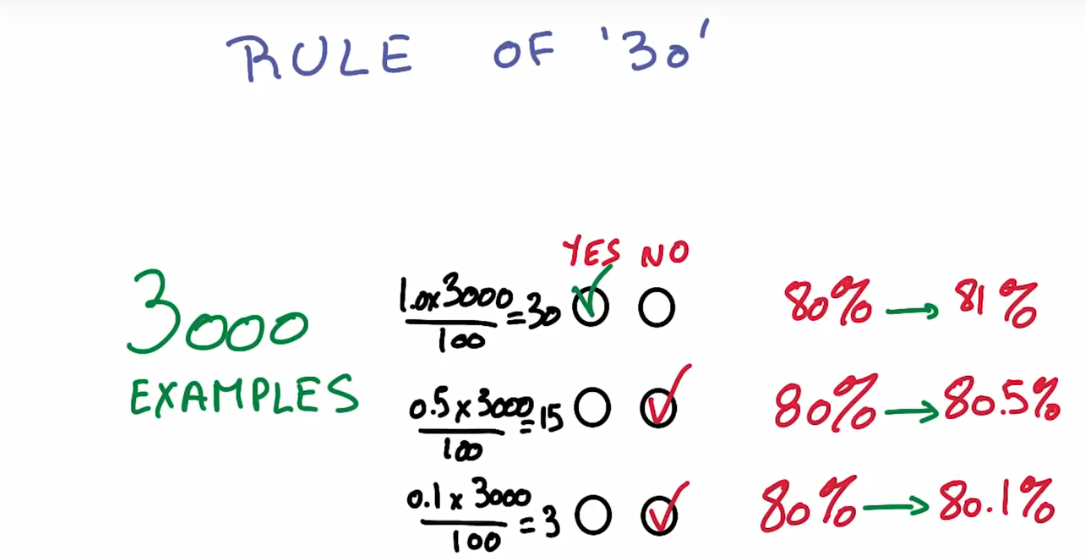 RULE OF '30'
YES NO
3000
EXAMPLES
1.0x3000/100=30 80%→81%
0.5x3000/100=15 80%→80.5%
0.1x3000/100=3 80%→80.1%